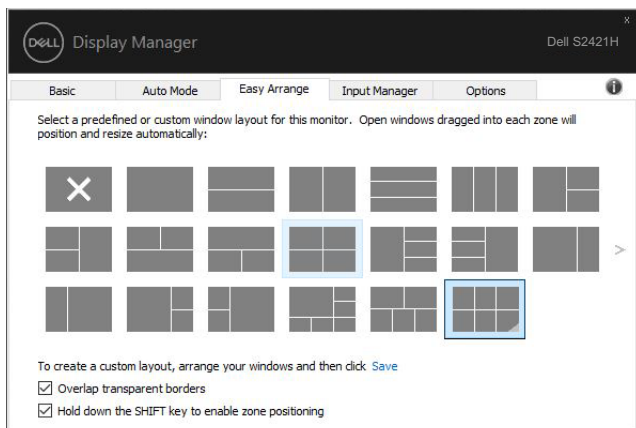 DELL Display Manager
x
Dell S2421H
Basic Auto Mode Easy Arrange Input Manager Options
Select a predefined or custom window layout for this monitor. Open windows dragged into each zone will
position and resize automatically:
To create a custom layout, arrange your windows and then click Save
Overlap transparent borders
Hold down the SHIFT key to enable zone positioning